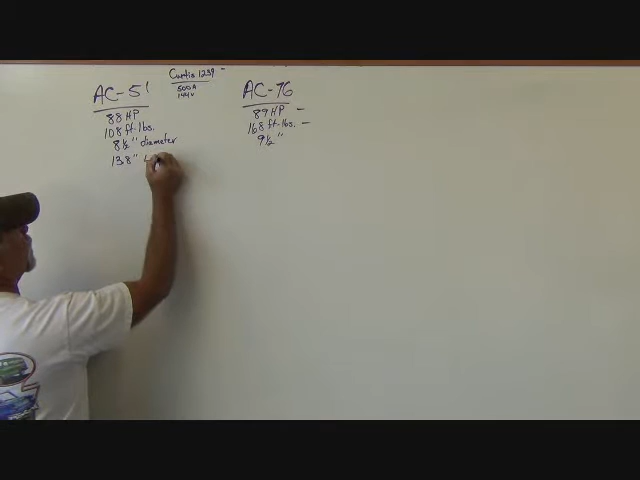 Curtis 1239 -
500A
144V
AC-51
88 HP
108 ft-lbs.
8½" diameter
13.8" L
AC-76
89 HP -
168 ft-lbs. -
9½"